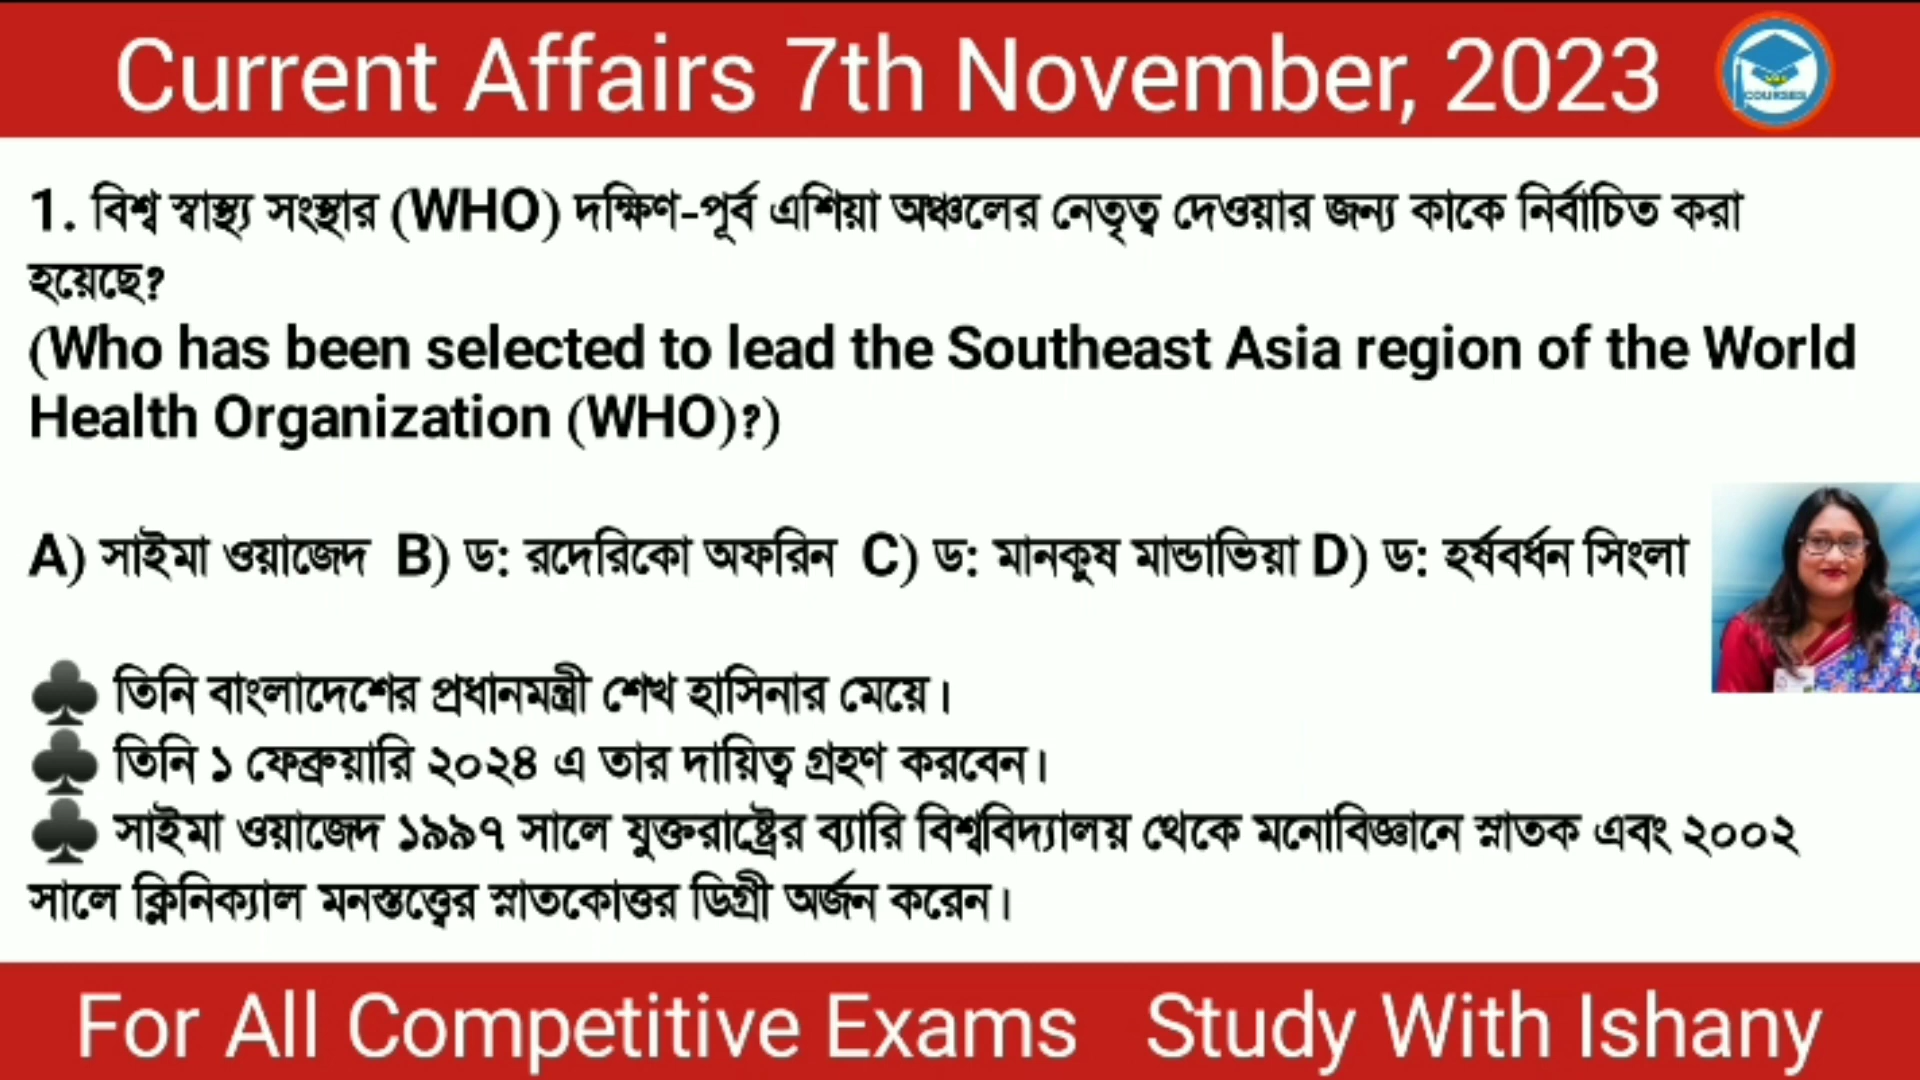 Current Affairs 7th November, 2023
COURSES
1. বিশ্ব স্বাস্থ্য সংস্থার (WHO) দক্ষিণ-পূর্ব এশিয়া অঞ্চলের নেতৃত্ব দেওয়ার জন্য কাকে নির্বাচিত করা
হয়েছে?
(Who has been selected to lead the Southeast Asia region of the World
Health Organization (WHO)?)
A) সাইমা ওয়াজেদ B) ড: রদেরিকো অফরিন C) ড: মানকুষ মান্ডাভিয়া D) ড: হর্ষবর্ধন সিংলা
♣ তিনি বাংলাদেশের প্রধানমন্ত্রী শেখ হাসিনার মেয়ে।
♣ তিনি ১ ফেব্রুয়ারি ২০২৪ এ তার দায়িত্ব গ্রহণ করবেন।
♣ সাইমা ওয়াজেদ ১৯৯৭ সালে যুক্তরাষ্ট্রের ব্যারি বিশ্ববিদ্যালয় থেকে মনোবিজ্ঞানে স্নাতক এবং ২০০২
সালে ক্লিনিক্যাল মনস্তত্ত্বের স্নাতকোত্তর ডিগ্রী অর্জন করেন।
For All Competitive Exams Study With Ishany